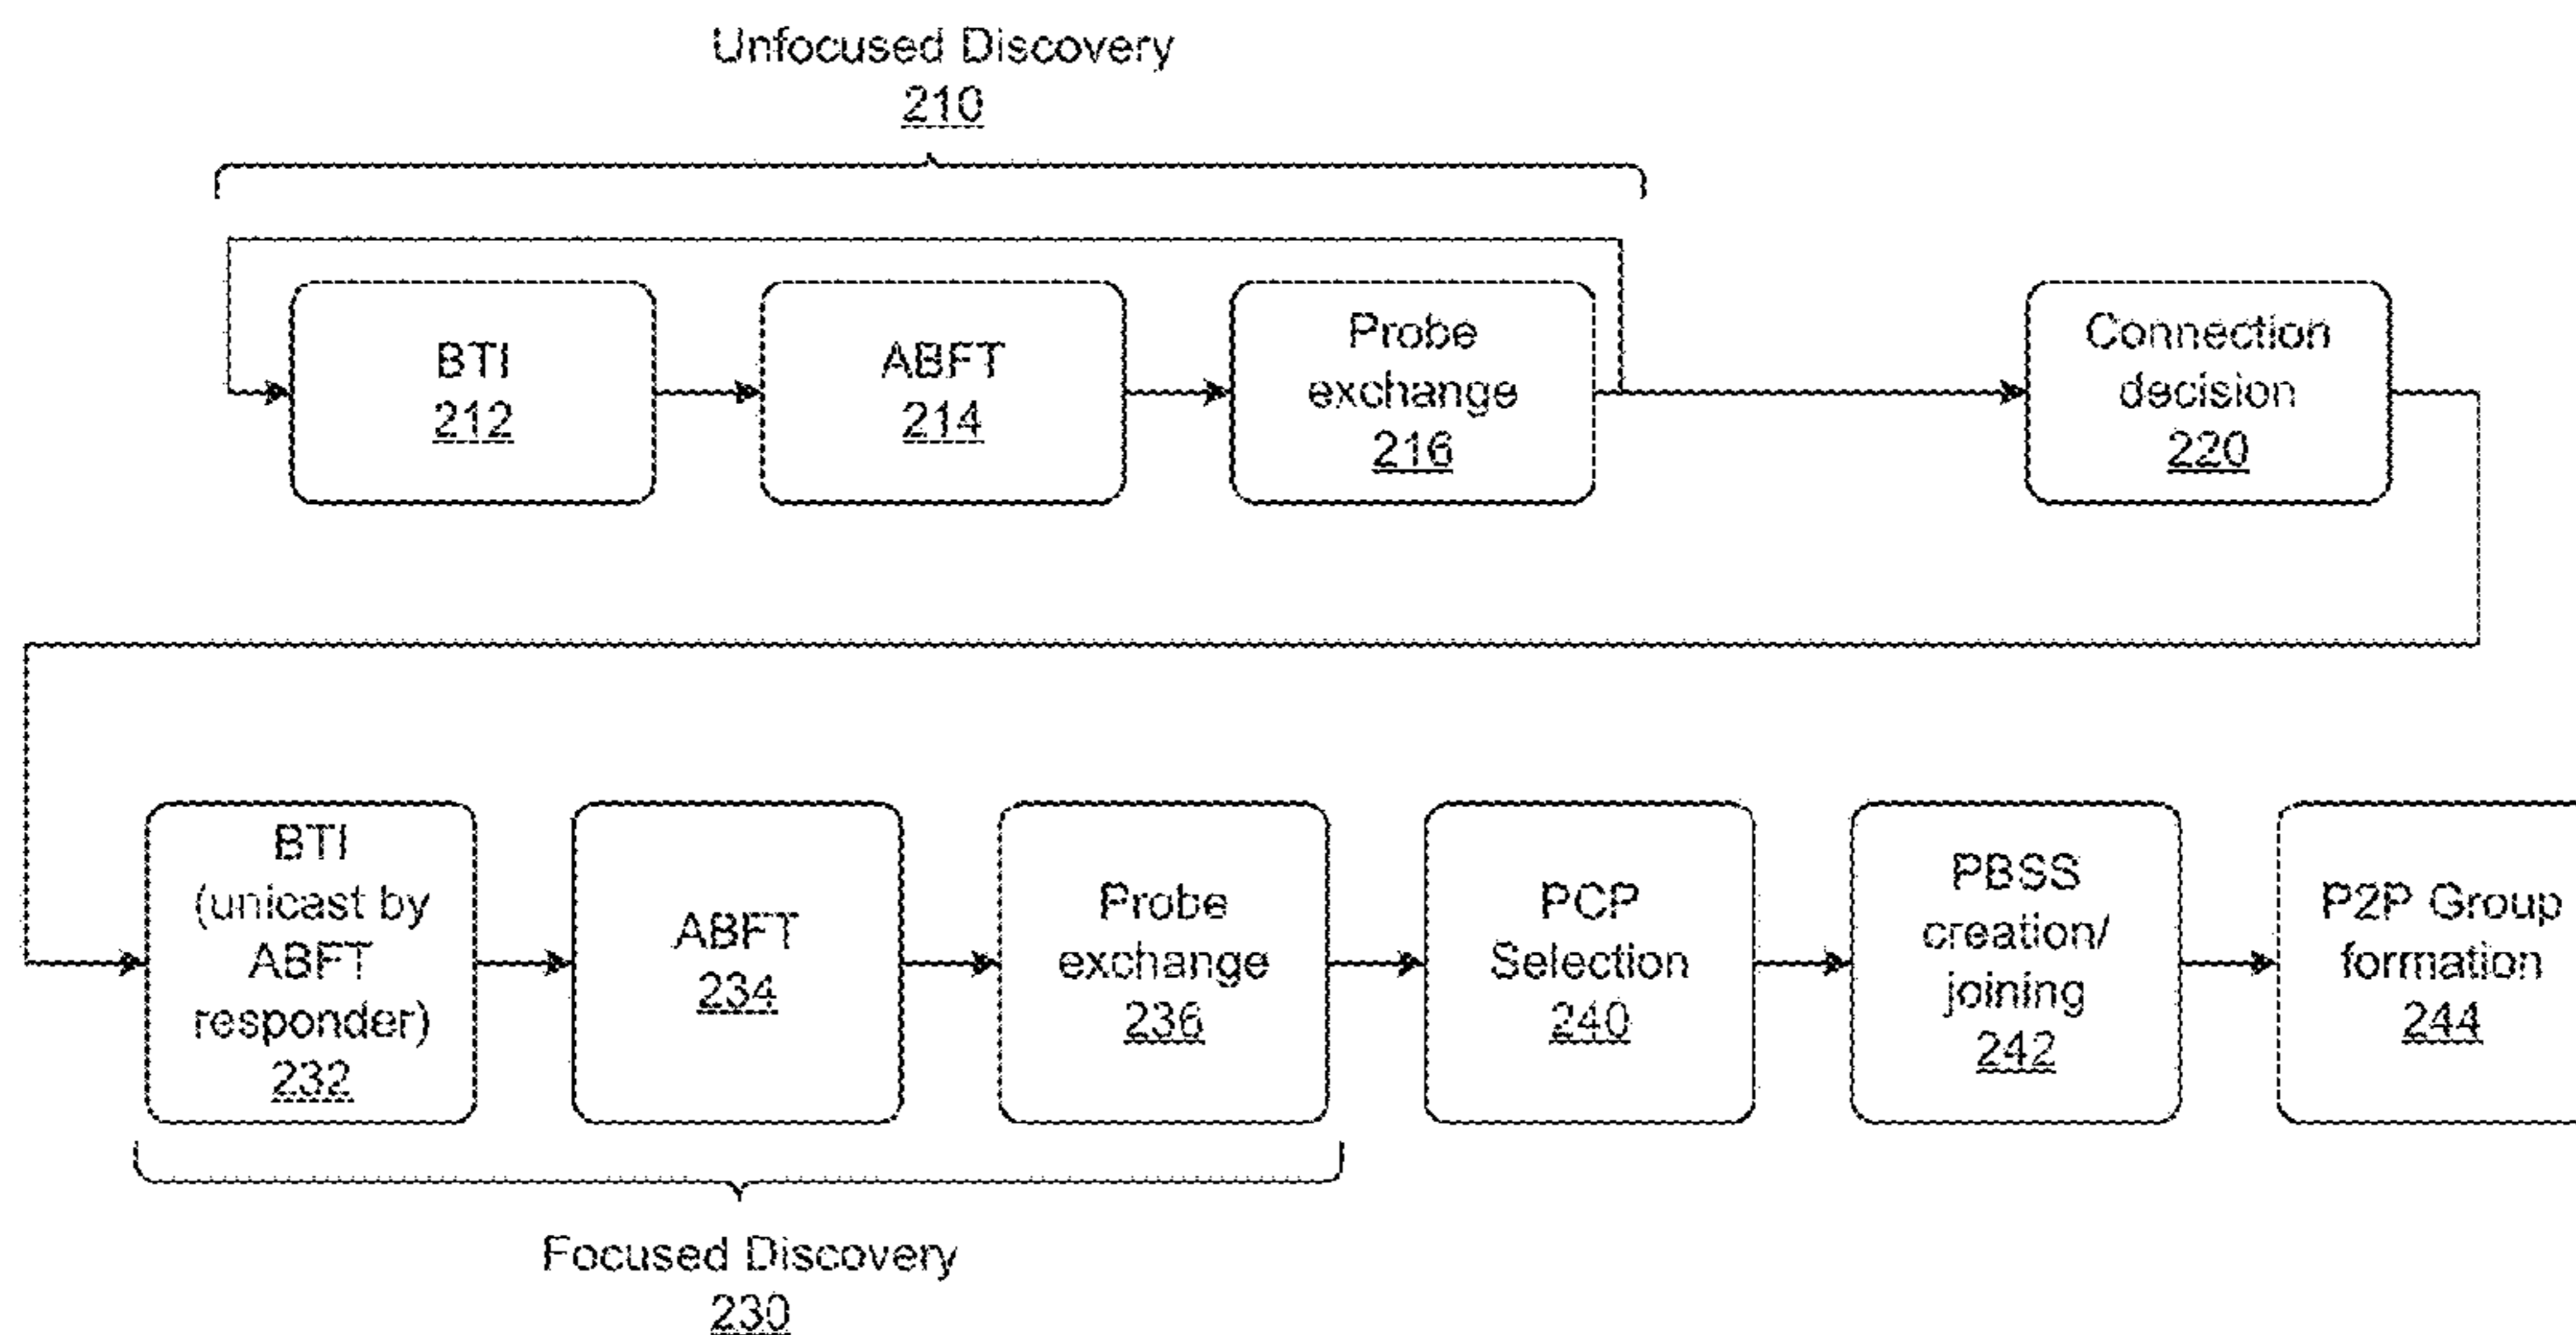 Unfocused Discovery
210
BTI
212
ABFT
214
Probe
exchange
216
Connection
decision
220
BTI
(unicast by
ABFT
responder)
232
ABFT
234
Probe
exchange
236
PCP
Selection
240
PBSS
creation/
joining
242
P2P Group
formation
244
Focused Discovery
230